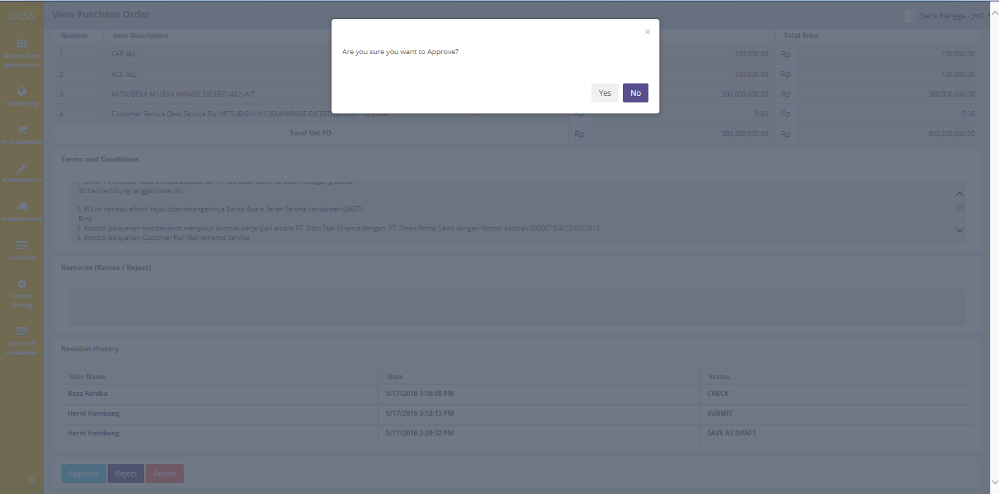 OLSS
View Purchase Order
Delta Riangga - JHO
×
Are you sure you want to Approve?
Yes No
Master Data
Information
Marketing
Procurement
Maintenance
Management
Collection
System
Setting
Approval
Escalation
Number Item Description Total Price
1 CAR ALL 100,000.00 Rp 100,000.00
2 ACC ALL 100,000.00 Rp 100,000.00
3 MITSUBISHI M12EXA MIRAGE EXCEED (4X2) A/T 300,000,000.00 Rp 300,000,000.00
4 Customer Service Desk Service For MITSUBISHI M12EXAMIRAGE EXCEED (4X2) A/T 72 Bulan 1 Rp 0.00 Rp 0.00
Total Net PO Rp 300,200,000.00 Rp 300,200,000.00
Terms and Conditions
30 hari terhitung tanggal order ini.
2. PO ini berlaku efektif sejak ditandatanganinya Berita Acara Serah Terima kendaraan (BAST)
Bina
3. Kondisi pelayanan maintenance mengikuti kontrak perjanjian antara PT. Dipo Star Finance dengan PT. Telen Prima Sawit dengan Nomor kontrak 0000079/4/10/05/2015
4. Kondisi pelayanan Customer Full Maintenance Service
Remarks (Revise / Reject)
Revision History
User Name Date Status
Reza Renika 5/17/2016 3:16:18 PM CHECK
Herni Hembang 5/17/2016 3:13:13 PM SUBMIT
Herni Hembang 5/17/2016 2:29:32 PM SAVE AS DRAFT
Approve Reject Revise